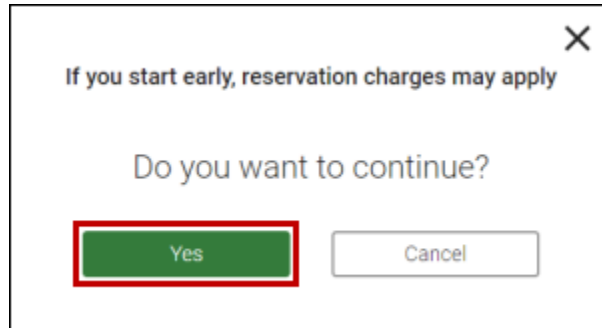 If you start early, reservation charges may apply
Do you want to continue?
Yes
Cancel